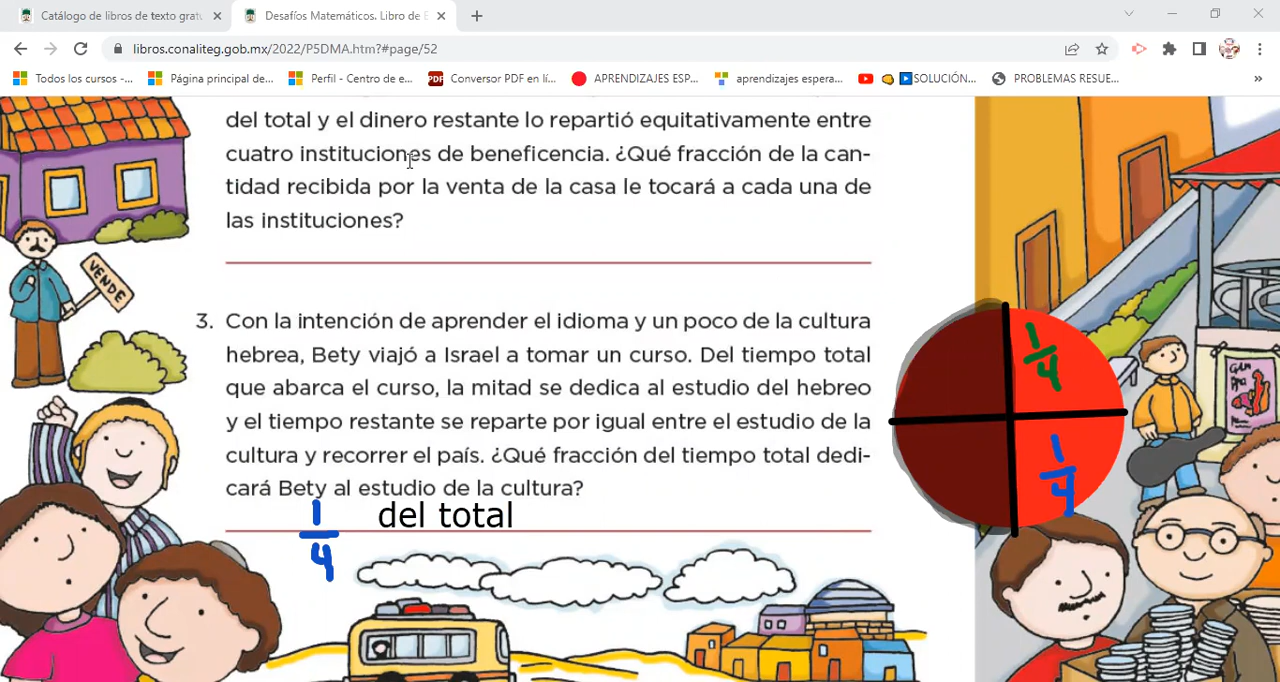 Catálogo de libros de texto gratu
Desafíos Matemáticos. Libro de E
libros.conaliteg.gob.mx/2022/P5DMA.htm?#page/52
Todos los cursos -... Página principal de... Perfil - Centro de e... PDF Conversor PDF en lí... APRENDIZAJES ESP... aprendizajes espera... SOLUCIÓN... PROBLEMAS RESUE... »
del total y el dinero restante lo repartió equitativamente entre
cuatro instituciones de beneficencia. ¿Qué fracción de la can-
tidad recibida por la venta de la casa le tocará a cada una de
las instituciones?
VENDE
3. Con la intención de aprender el idioma y un poco de la cultura
hebrea, Bety viajó a Israel a tomar un curso. Del tiempo total
que abarca el curso, la mitad se dedica al estudio del hebreo
y el tiempo restante se reparte por igual entre el estudio de la
cultura y recorrer el país. ¿Qué fracción del tiempo total dedi-
cará Bety al estudio de la cultura?
1/4 del total
1/4
1/4